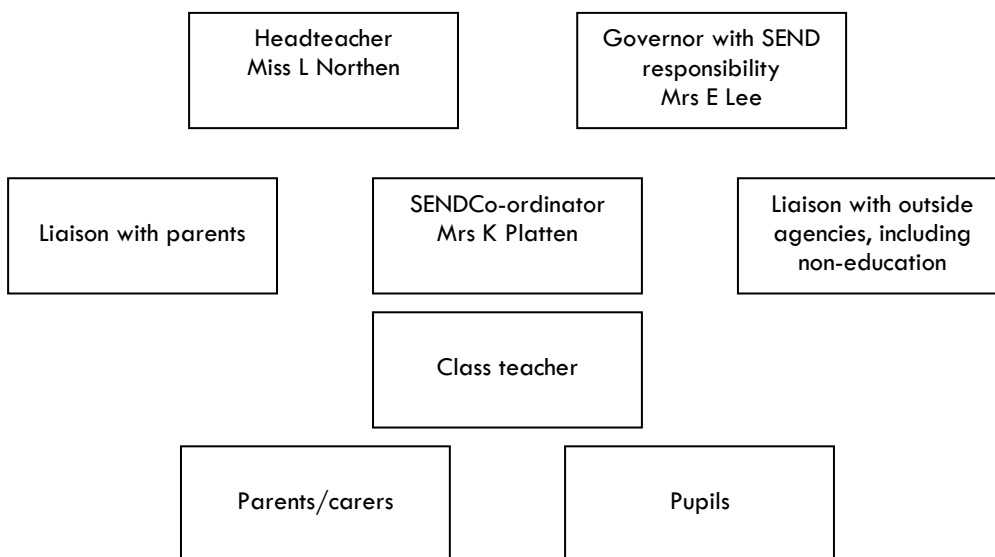 Headteacher
Miss L Northen
Governor with SEND
responsibility
Mrs E Lee
Liaison with parents
SENDCo-ordinator
Mrs K Platten
Liaison with outside
agencies, including
non-education
Class teacher
Parents/carers
Pupils